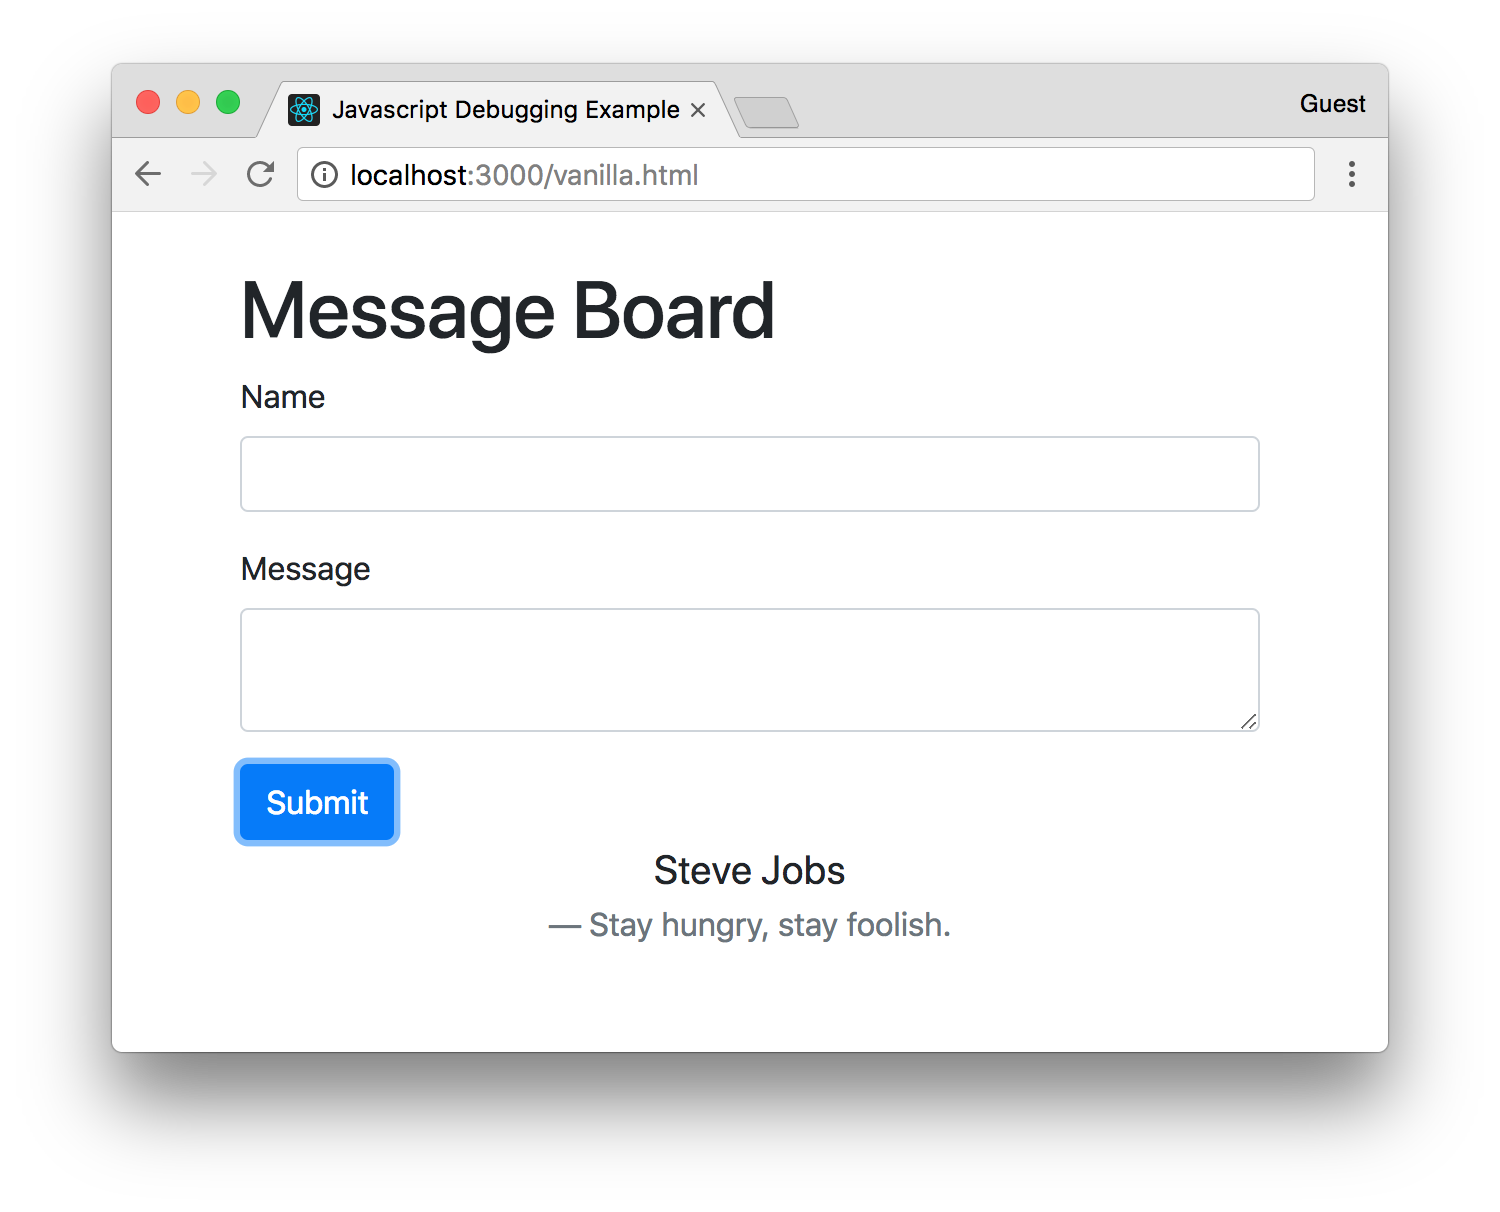 Javascript Debugging Example
Guest
localhost:3000/vanilla.html
Message Board
Name
Message
Submit
Steve Jobs
— Stay hungry, stay foolish.